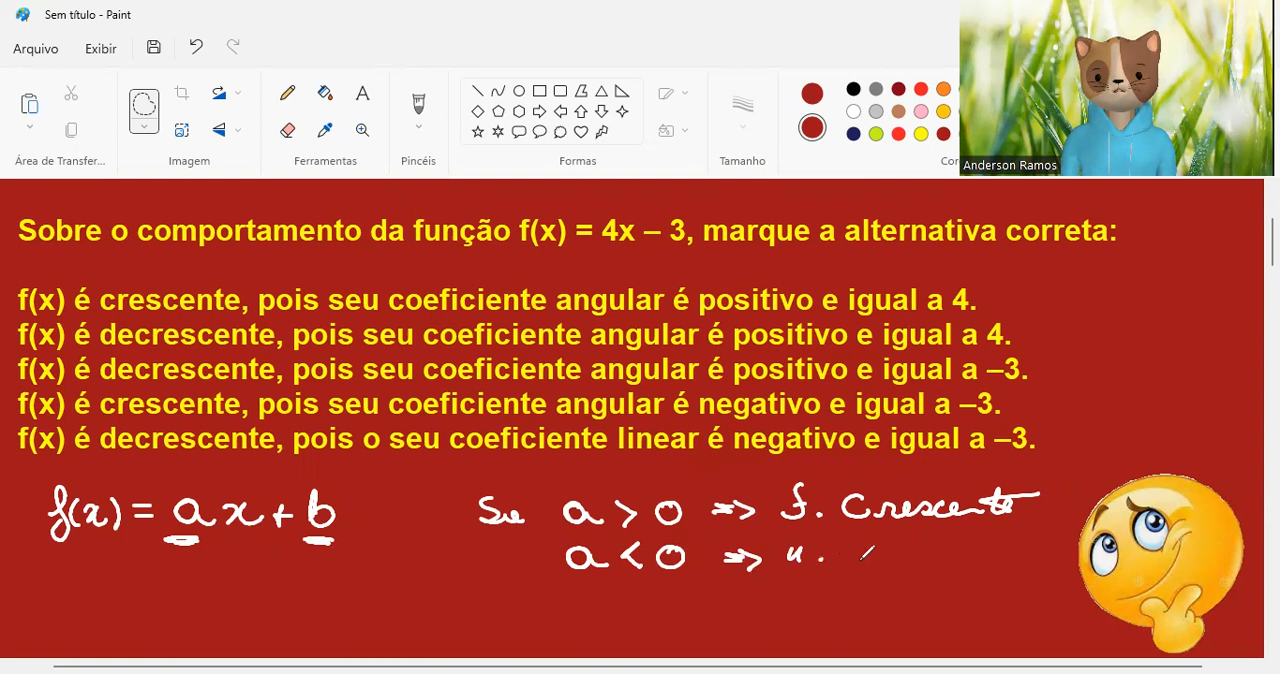 Sem título - Paint
Arquivo Exibir
Área de Transfer... Imagem Ferramentas Pincéis Formas Tamanho Cor
Anderson Ramos
Sobre o comportamento da função f(x) = 4x – 3, marque a alternativa correta:
f(x) é crescente, pois seu coeficiente angular é positivo e igual a 4.
f(x) é decrescente, pois seu coeficiente angular é positivo e igual a 4.
f(x) é decrescente, pois seu coeficiente angular é positivo e igual a –3.
f(x) é crescente, pois seu coeficiente angular é negativo e igual a –3.
f(x) é decrescente, pois o seu coeficiente linear é negativo e igual a –3.
f(x) = ax + b
Se a > 0 => f. Crescente
a < 0 => " .